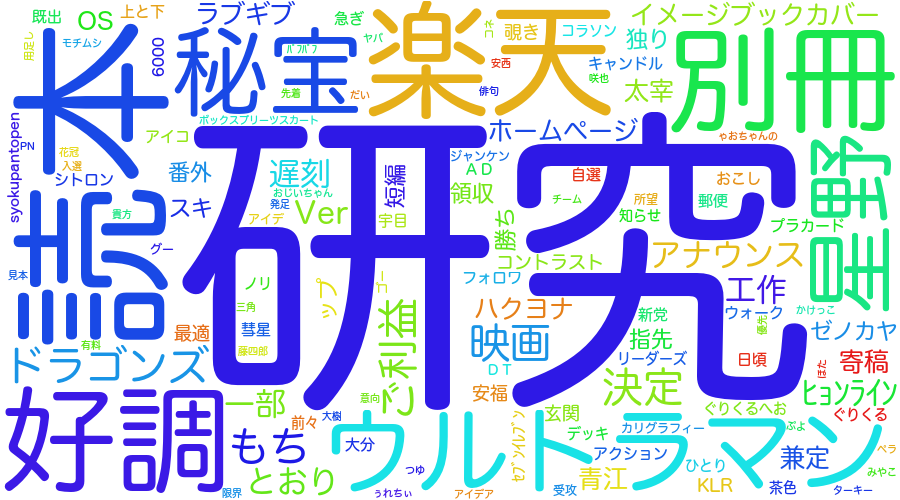 既出
OS
上と下
ラブギブ
急ぎ
ヤバ
コネ
覗き
コラソン
独り
イメージブックカバー
用足し
モチムシ
6000
本
秘宝
楽天
別冊
安西
キャンドル
咲也
先着
だい
俳句
太宰
syokupantopen
ボックスプリーツスカート
アイコ
ホームページ
ゃおちゃんの
PN
花冠
入選
シトロン
番外
遅刻
短編
ジャンケン
AD
自選
おこし
星野
研究
おじいちゃん
領収
チーム
所望
郵便
貴方
スキ
発足
アイデ
Ver
宇目
勝ち
知らせ
プラカード
読
グー
コントラスト
アナウンス
見本
ノリ
ップ
ゴー
フォロワ
工作
かけっこ
三角
彗星
ハクヨナ
新党
ウォーク
優先
ゼノカヤ
有料
最適
藤四郎
ご利益
映画
指先
リーダーズ
日頃
ほた
寄稿
ドラゴンズ
DT
好調
一部
意向
安福
決定
ヒョンライン
前々
大樹
玄関
ぐりくるへお
ぐりくる
もち
大分
ウルトラマン
セブンイレブン
デッキ
カリグラフィー
ぷよ
とおり
つゆ
アクション
兼定
ペラ
限界
ぅれちぃ
アイデア
受攻
青江
ひとり
KLR
茶色
みやこ
ターキー